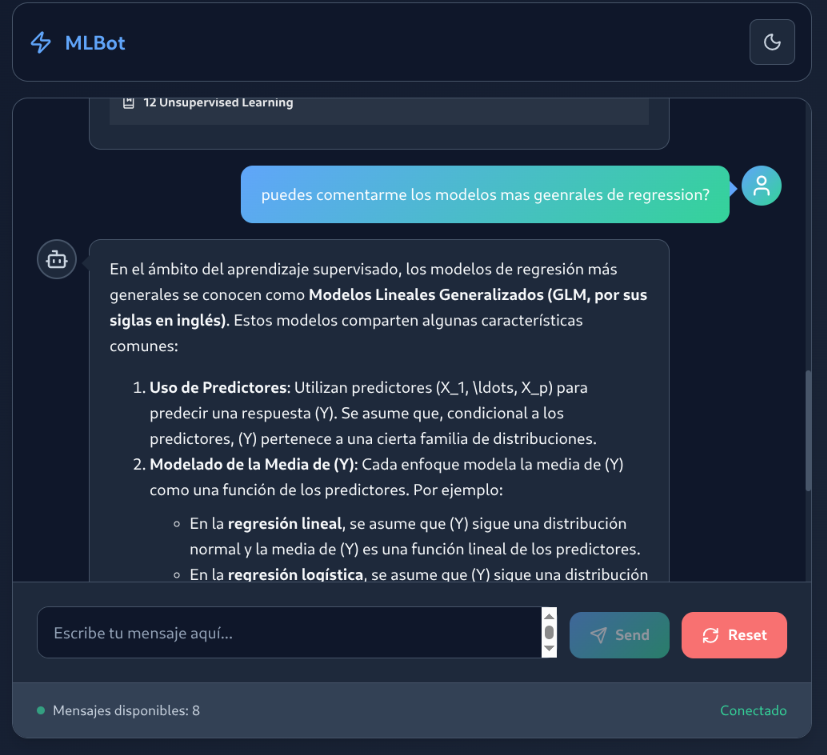 MLBot
12 Unsupervised Learning
puedes comentarme los modelos mas geenrales de regression?
En el ámbito del aprendizaje supervisado, los modelos de regresión más
generales se conocen como Modelos Lineales Generalizados (GLM, por sus
siglas en inglés). Estos modelos comparten algunas características
comunes:
1. Uso de Predictores: Utilizan predictores (X_1, \ldots, X_p) para
predecir una respuesta (Y). Se asume que, condicional a los
predictores, (Y) pertenece a una cierta familia de distribuciones.
2. Modelado de la Media de (Y): Cada enfoque modela la media de (Y)
como una función de los predictores. Por ejemplo:
◦ En la regresión lineal, se asume que (Y) sigue una distribución
normal y la media de (Y) es una función lineal de los predictores.
◦ En la regresión logística, se asume que (Y) sigue una distribución
Escribe tu mensaje aquí...
Send
Reset
Mensajes disponibles: 8
Conectado